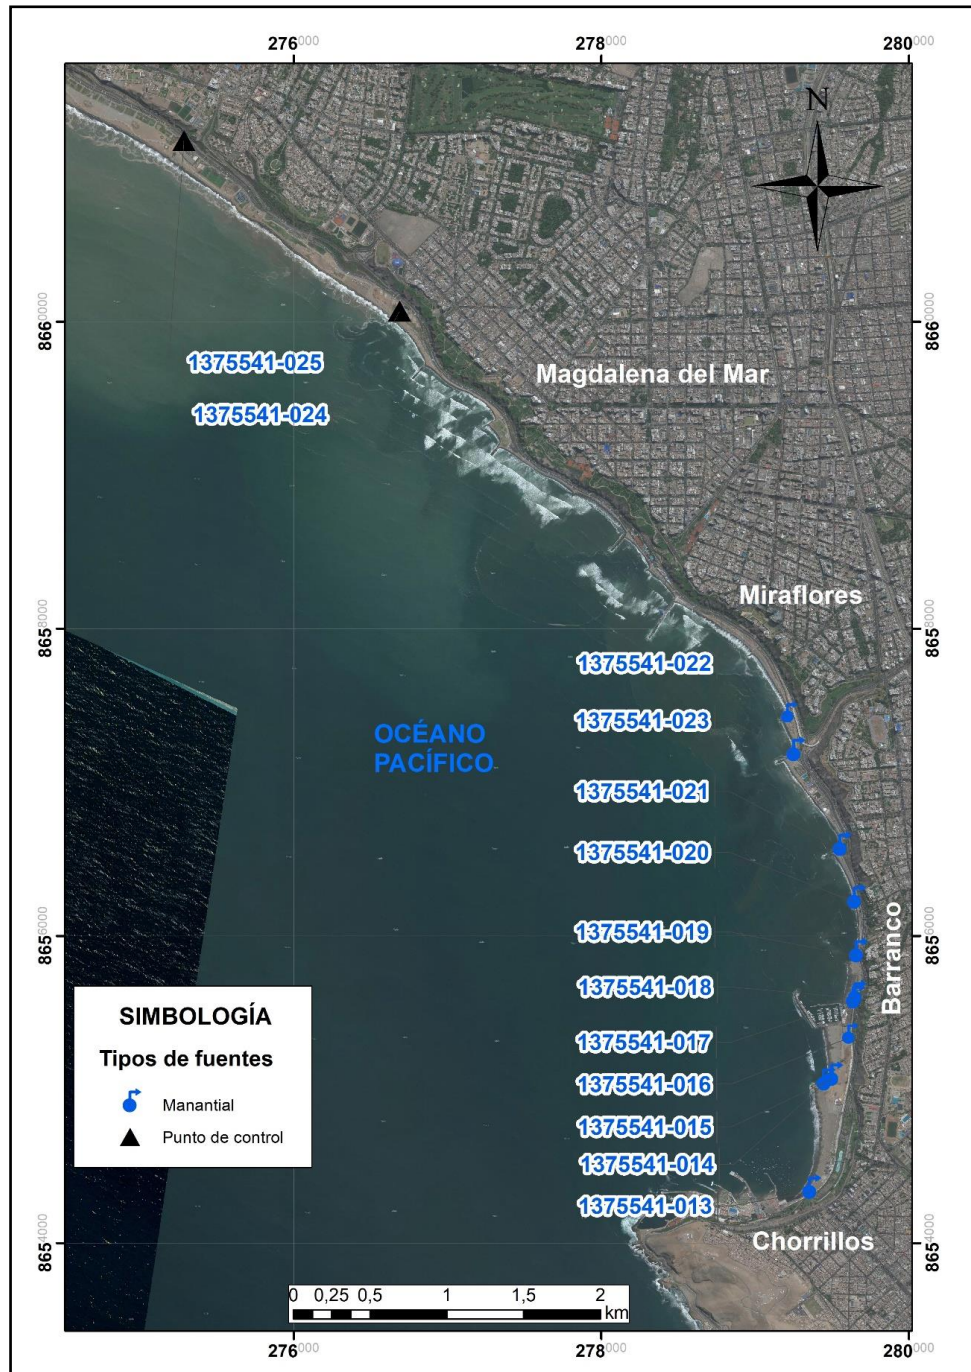 276000
278000
280000
N
8660000
8660000
1375541-025
Magdalena del Mar
1375541-024
Miraflores
8658000
8658000
1375541-022
1375541-023
OCÉANO
PACÍFICO
1375541-021
1375541-020
Barranco
1375541-019
8656000
8656000
1375541-018
SIMBOLOGÍA
1375541-017
Tipos de fuentes
1375541-016
Manantial
1375541-015
Punto de control
1375541-014
1375541-013
Chorrillos
8654000
8654000
0 0,25 0,5 1 1,5 2
km
276000
278000
280000